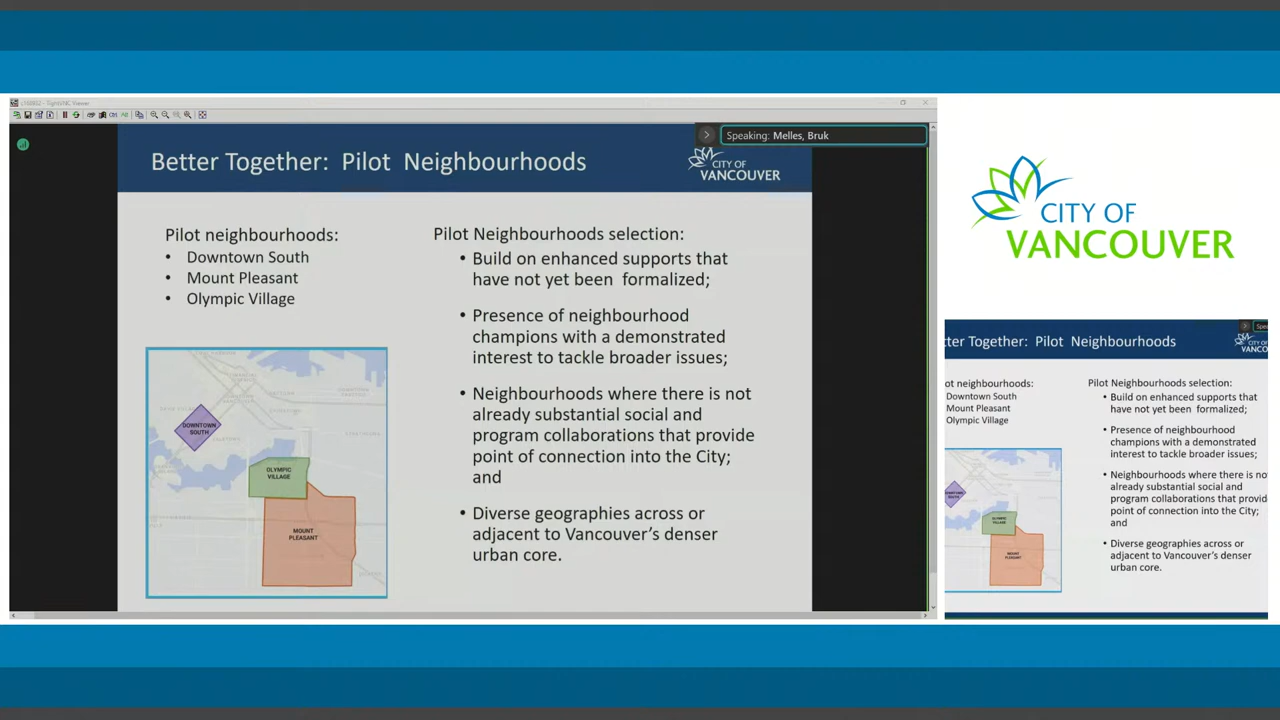 Speaking: Melles, Bruk
Better Together: Pilot Neighbourhoods
CITY OF
VANCOUVER
Pilot neighbourhoods:
• Downtown South
• Mount Pleasant
• Olympic Village
DOWNTOWN
SOUTH
OLYMPIC
VILLAGE
MOUNT
PLEASANT
Pilot Neighbourhoods selection:
• Build on enhanced supports that
have not yet been formalized;
• Presence of neighbourhood
champions with a demonstrated
interest to tackle broader issues;
• Neighbourhoods where there is not
already substantial social and
program collaborations that provide
point of connection into the City;
and
• Diverse geographies across or
adjacent to Vancouver's denser
urban core.
CITY OF
VANCOUVER
tter Together: Pilot Neighbourhoods
CITY OF
VANCO
ot neighbourhoods:
Downtown South
Mount Pleasant
Olympic Village
OLYMPIC
VILLAGE
MOUNT
PLEASANT
Pilot Neighbourhoods selection:
• Build on enhanced supports that
have not yet been formalized;
• Presence of neighbourhood
champions with a demonstrated
interest to tackle broader issues;
• Neighbourhoods where there is no
already substantial social and
program collaborations that provid
point of connection into the City;
and
• Diverse geographies across or
adjacent to Vancouver's denser
urban core.